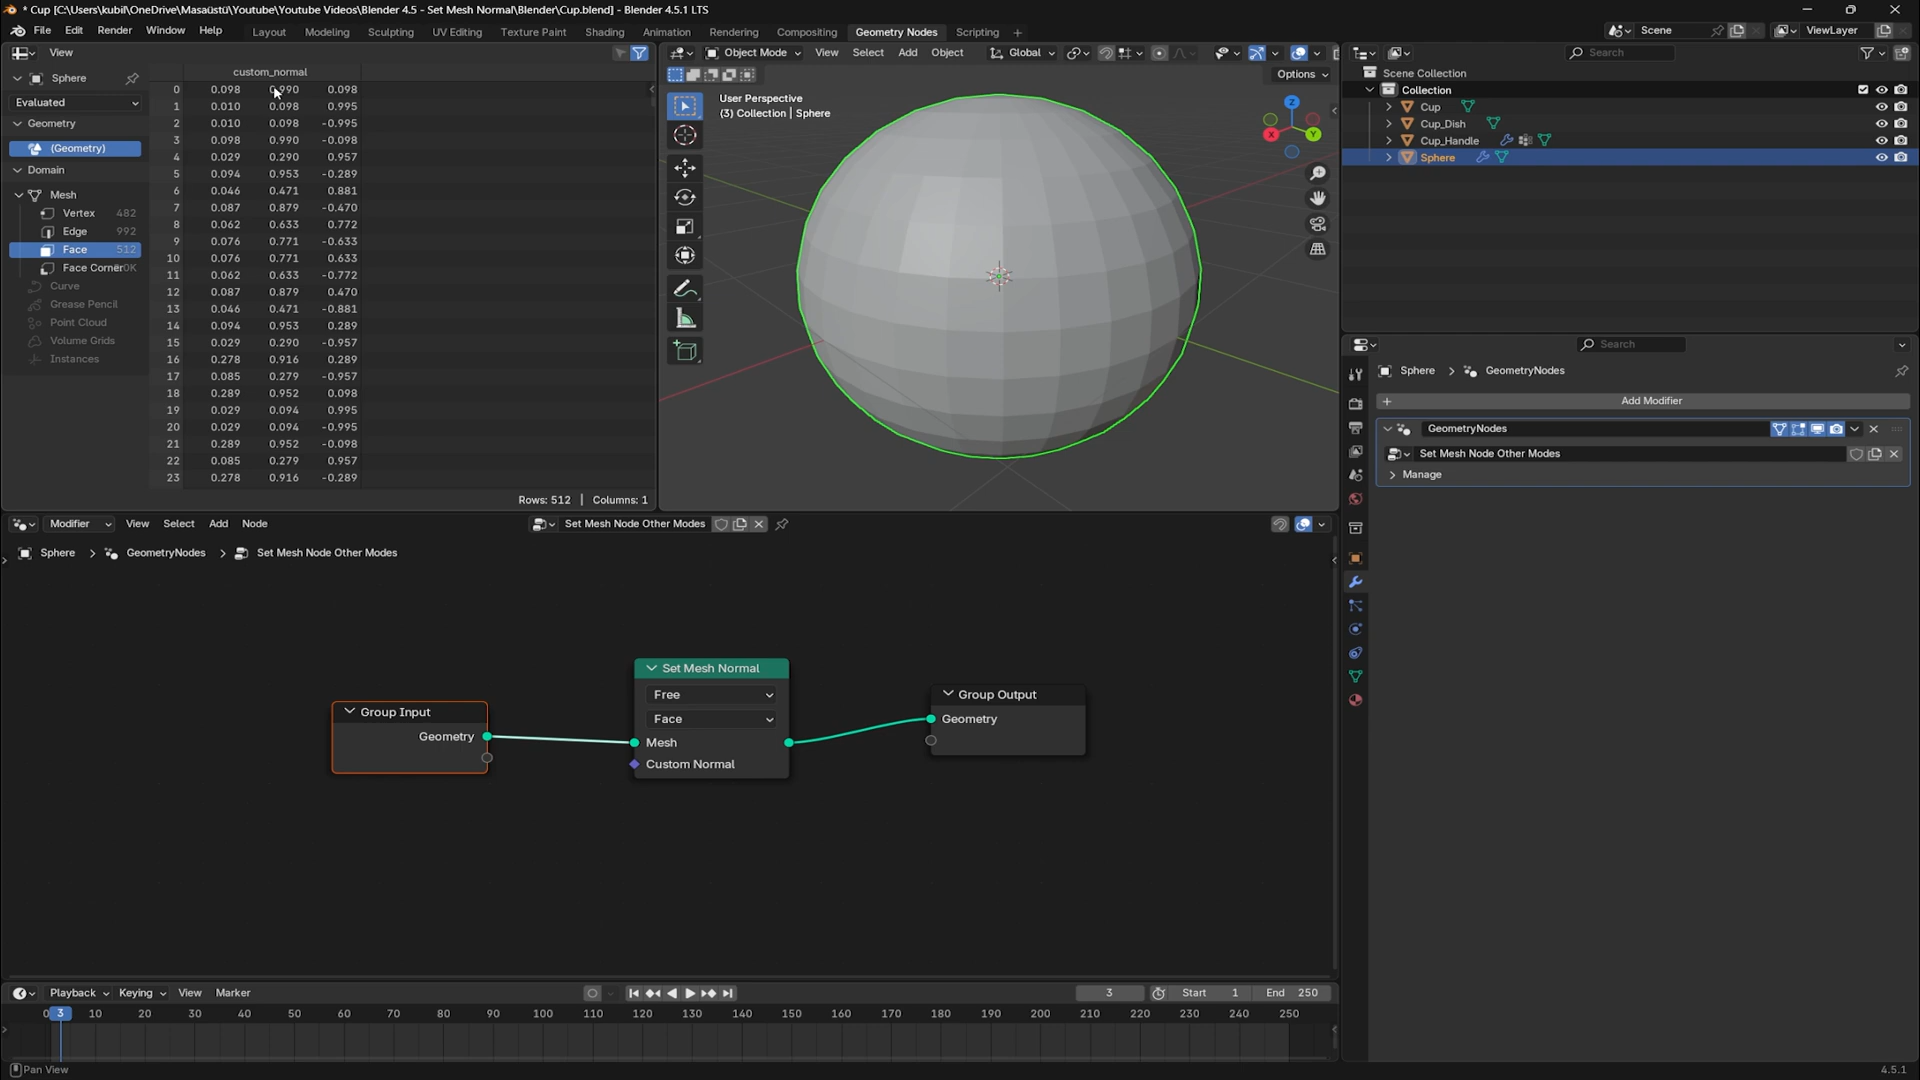 * Cup [C:\Users\kubil\OneDrive\Masaüstü\Youtube\Youtube Videos\Blender 4.5 - Set Mesh Normal\Blender\Cup.blend] - Blender 4.5.1 LTS
File Edit Render Window Help Layout Modeling Sculpting UV Editing Texture Paint Shading Animation Rendering Compositing Geometry Nodes Scripting + Scene ViewLayer
View
Sphere
Evaluated
Geometry
(Geometry)
Domain
Mesh
Vertex 482
Edge 992
Face 512
Face Corner
Curve
Grease Pencil
Point Cloud
Volume Grids
Instances
custom_normal
0 0.098 0.990 0.098
1 0.010 0.098 0.995
2 0.010 0.098 -0.995
3 0.098 0.990 -0.098
4 0.029 0.290 0.957
5 0.094 0.953 -0.289
6 0.046 0.471 0.881
7 0.087 0.879 -0.470
8 0.062 0.633 0.772
9 0.076 0.771 -0.633
10 0.076 0.771 0.633
11 0.062 0.633 -0.772
12 0.087 0.879 0.470
13 0.046 0.471 -0.881
14 0.094 0.953 0.289
15 0.029 0.290 -0.957
16 0.278 0.916 0.289
17 0.085 0.279 -0.957
18 0.289 0.952 0.098
19 0.029 0.094 0.995
20 0.029 0.094 -0.995
21 0.289 0.952 -0.098
22 0.085 0.279 0.957
23 0.278 0.916 -0.289
Rows: 512 | Columns: 1
Object Mode View Select Add Object Global
Options
User Perspective
(3) Collection | Sphere
Z
X Y
Search
Scene Collection
Collection
Cup
Cup_Dish
Cup_Handle
Sphere
Search
Sphere > GeometryNodes
+ Add Modifier
GeometryNodes
Set Mesh Node Other Modes
Manage
Modifier View Select Add Node Set Mesh Node Other Modes
Sphere > GeometryNodes > Set Mesh Node Other Modes
Group Input
Geometry
Set Mesh Normal
Free
Face
Mesh
Custom Normal
Group Output
Geometry
Playback Keying View Marker 3 Start 1 End 250
0 3 10 20 30 40 50 60 70 80 90 100 110 120 130 140 150 160 170 180 190 200 210 220 230 240 250
Pan View 4.5.1